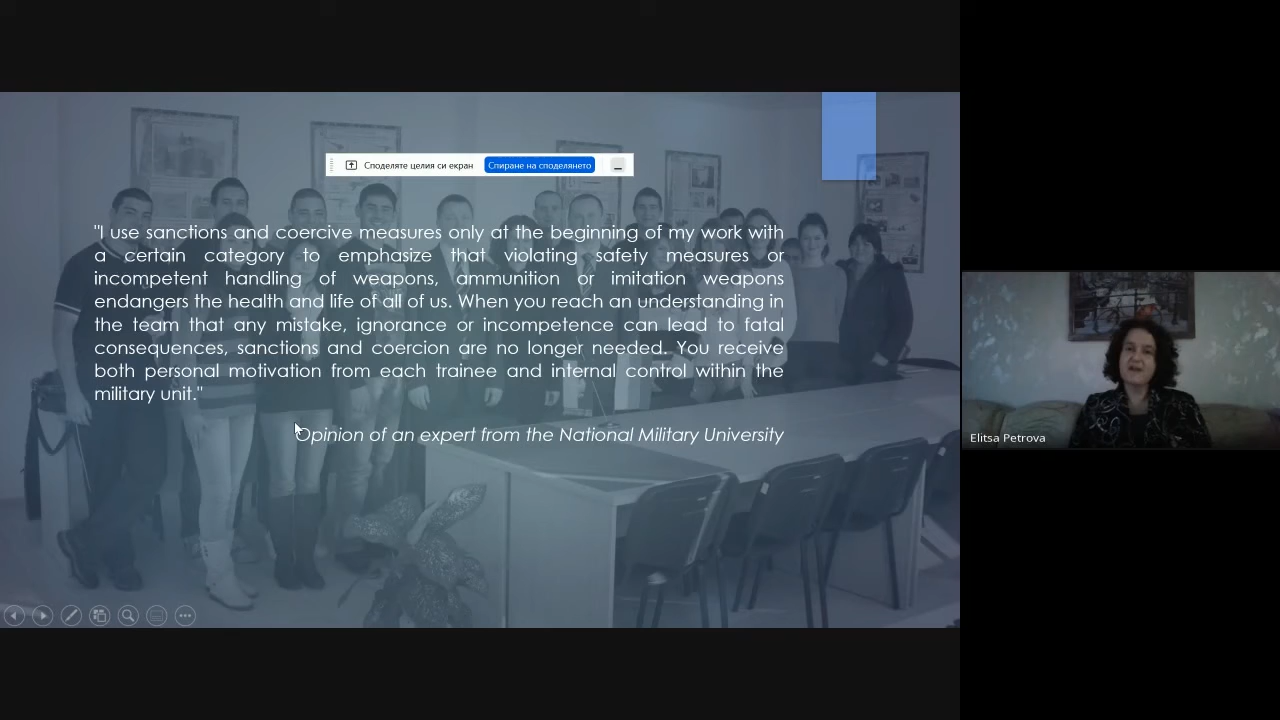 Споделяте целия си екран
Спиране на споделянето
"I use sanctions and coercive measures only at the beginning of my work with
a certain category to emphasize that violating safety measures or
incompetent handling of weapons, ammunition or imitation weapons
endangers the health and life of all of us. When you reach an understanding in
the team that any mistake, ignorance or incompetence can lead to fatal
consequences, sanctions and coercion are no longer needed. You receive
both personal motivation from each trainee and internal control within the
military unit."
Opinion of an expert from the National Military University
Elitsa Petrova